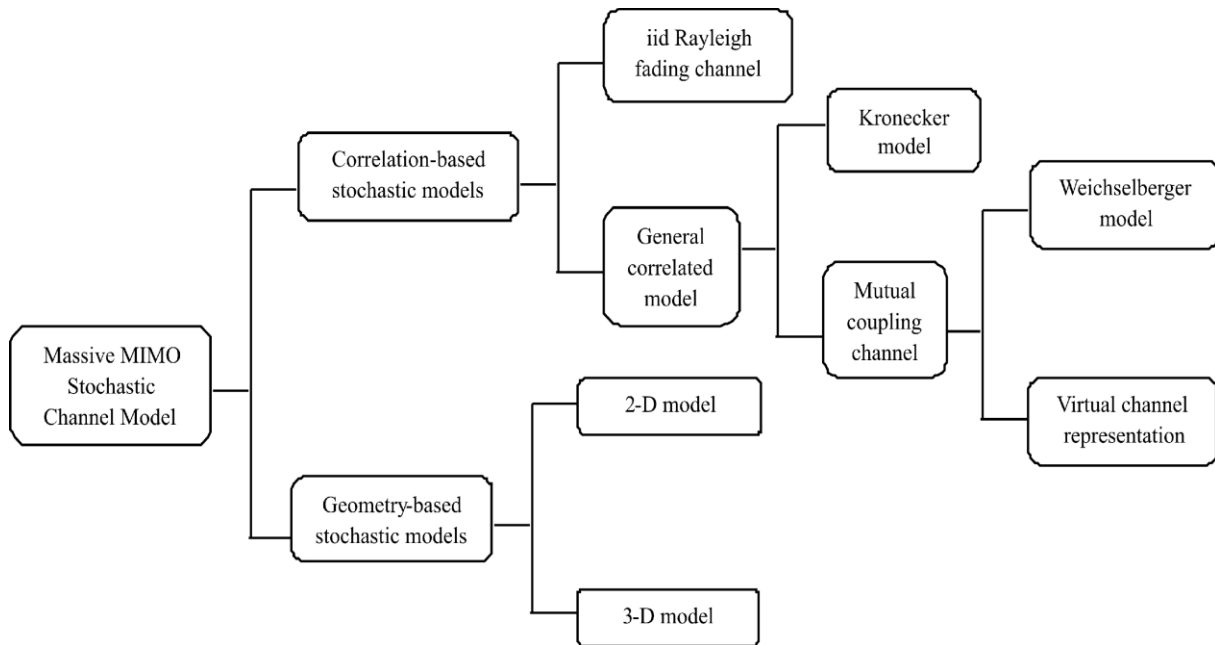 Massive MIMO
Stochastic
Channel Model
Correlation-based
stochastic models
Geometry-based
stochastic models
iid Rayleigh
fading channel
General
correlated
model
2-D model
3-D model
Kronecker
model
Mutual
coupling
channel
Weichselberger
model
Virtual channel
representation